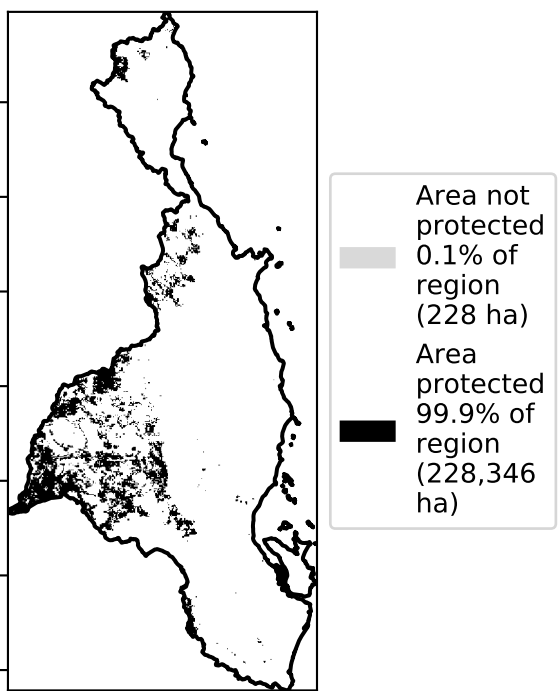 Area not
protected
0.1% of
region
(228 ha)
Area
protected
99.9% of
region
(228,346
ha)